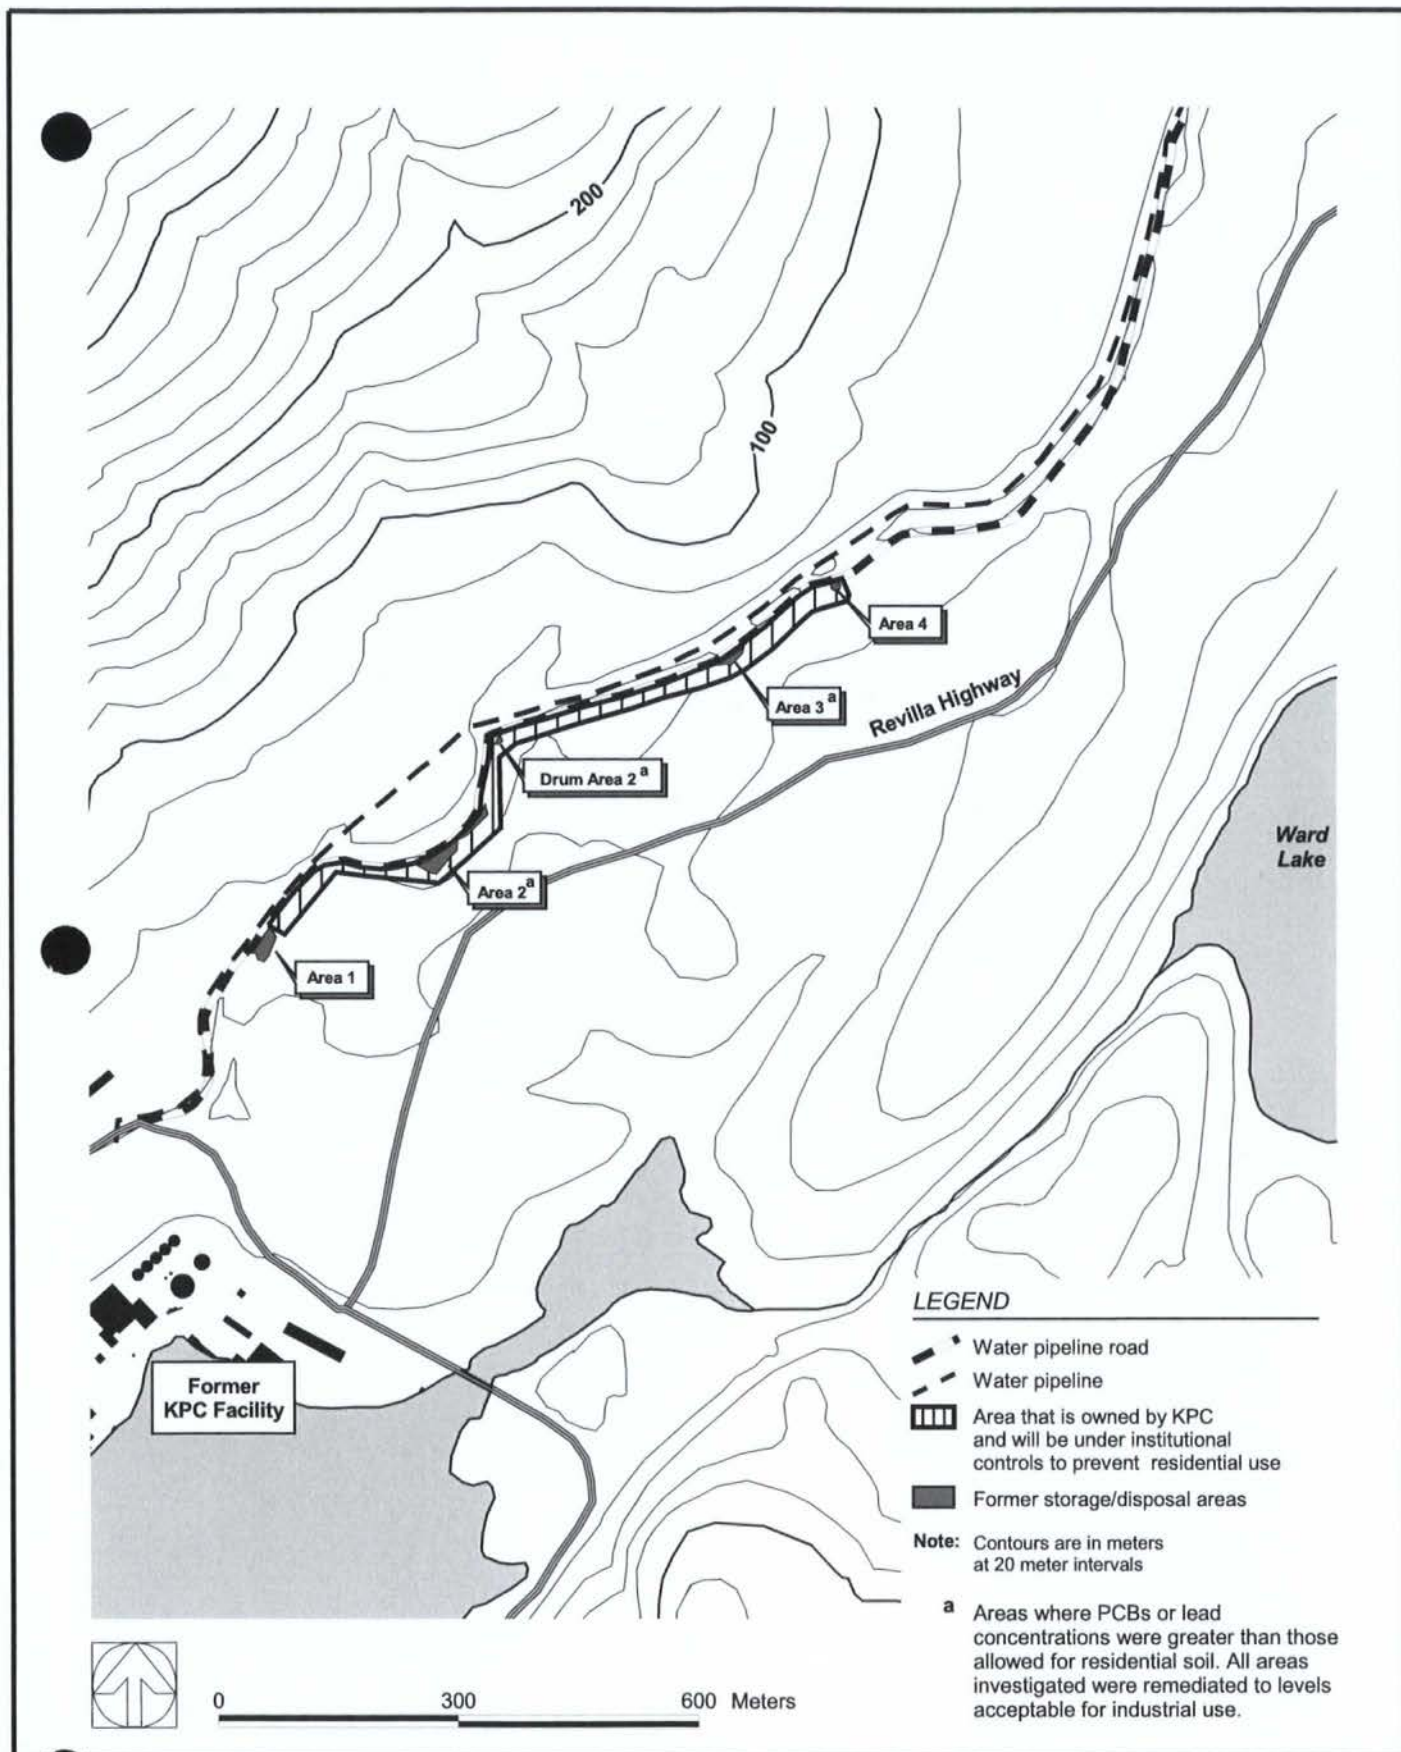 200
100
Area 4
Area 3 a
Revilla Highway
Drum Area 2 a
Ward
Lake
Area 2 a
Area 1
Former
KPC Facility
LEGEND
Water pipeline road
Water pipeline
Area that is owned by KPC
and will be under institutional
controls to prevent residential use
Former storage/disposal areas
Note: Contours are in meters
at 20 meter intervals
a Areas where PCBs or lead
concentrations were greater than those
allowed for residential soil. All areas
investigated were remediated to levels
acceptable for industrial use.
0 300 600 Meters